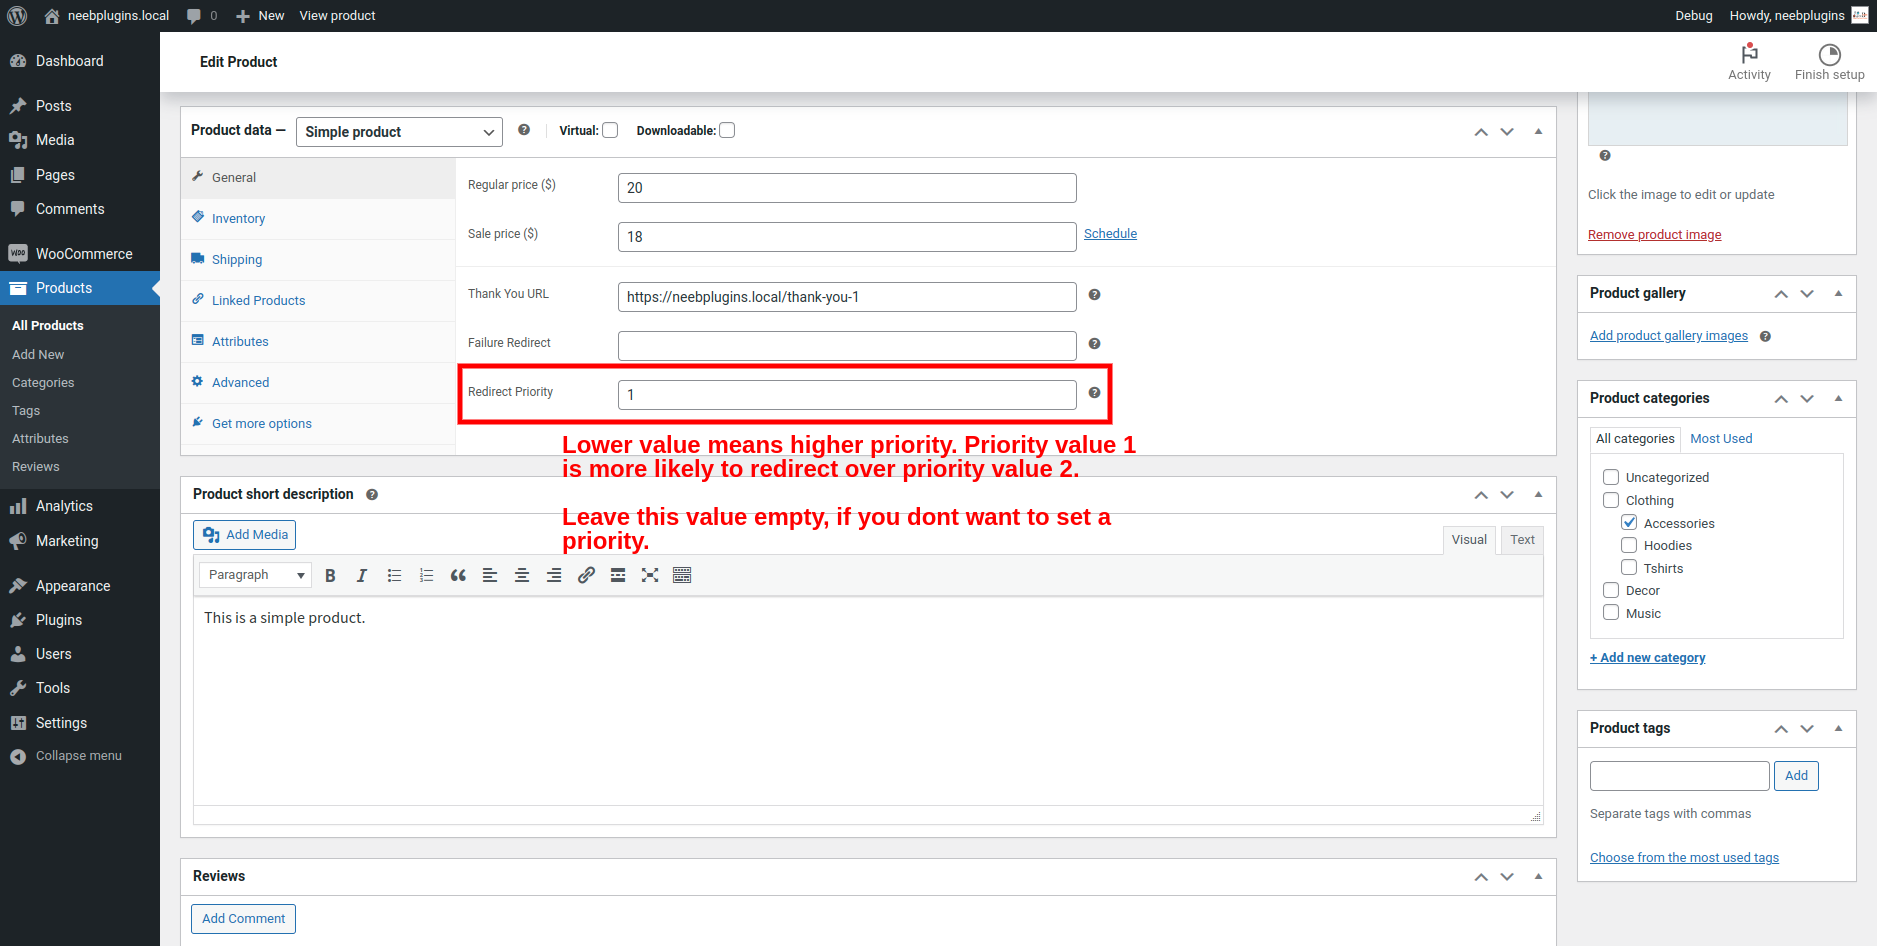 neebplugins.local
0
New
View product
Debug
Howdy, neebplugins
Dashboard
Posts
Media
Pages
Comments
WooCommerce
Products
All Products
Add New
Categories
Tags
Attributes
Reviews
Analytics
Marketing
Appearance
Plugins
Users
Tools
Settings
Collapse menu
Edit Product
Activity
Finish setup
Product data —
Simple product
Virtual:
Downloadable:
General
Inventory
Shipping
Linked Products
Attributes
Advanced
Get more options
Regular price ($)
20
Sale price ($)
18
Schedule
Thank You URL
https://neebplugins.local/thank-you-1
Failure Redirect
Redirect Priority
1
Lower value means higher priority. Priority value 1
is more likely to redirect over priority value 2.
Leave this value empty, if you dont want to set a
priority.
Product short description
Add Media
Visual
Text
Paragraph
This is a simple product.
Reviews
Add Comment
Click the image to edit or update
Remove product image
Product gallery
Add product gallery images
Product categories
All categories
Most Used
Uncategorized
Clothing
Accessories
Hoodies
Tshirts
Decor
Music
+ Add new category
Product tags
Add
Separate tags with commas
Choose from the most used tags